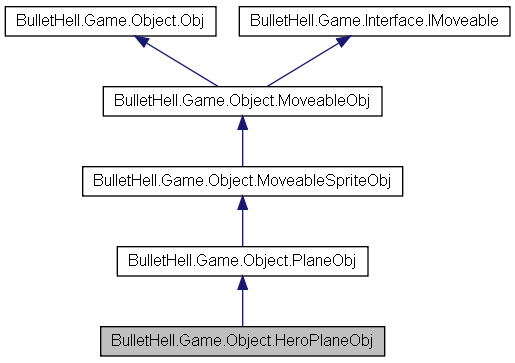 BulletHell.Game.Object.Obj
BulletHell.Game.Interface.IMoveable
BulletHell.Game.Object.MoveableObj
BulletHell.Game.Object.MoveableSpriteObj
BulletHell.Game.Object.PlaneObj
BulletHell.Game.Object.HeroPlaneObj